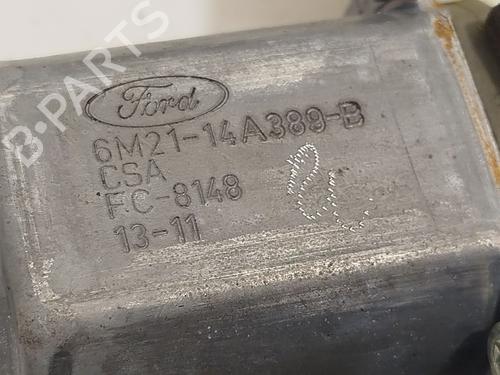 B-PARTS
Ford
6M21-14A389-B
CSA
FC-8148
13-11